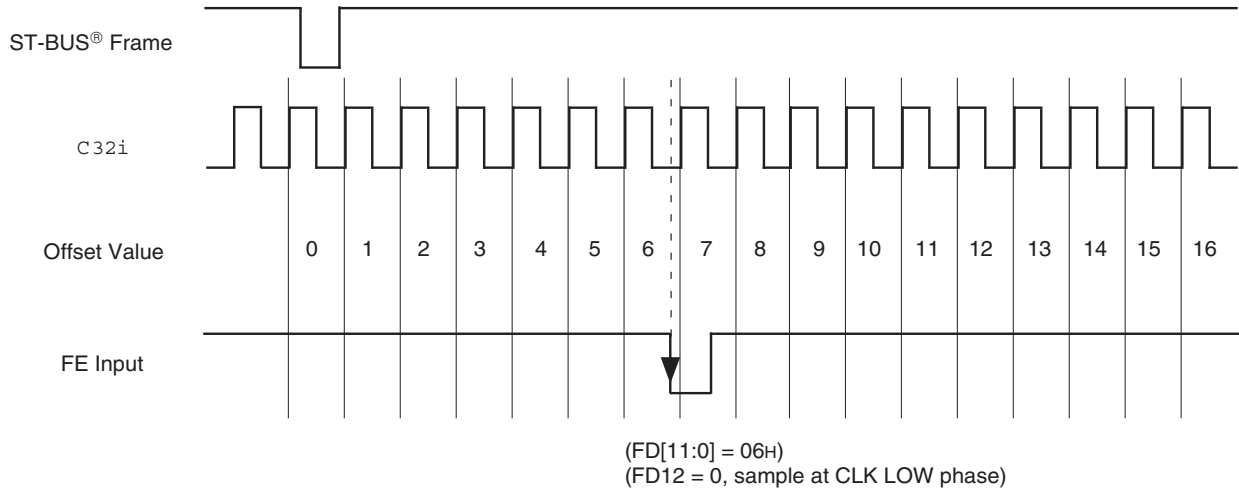 ST-BUS® Frame
C32i
Offset Value
0 1 2 3 4 5 6 7 8 9 10 11 12 13 14 15 16
FE Input
(FD[11:0] = 06H)
(FD12 = 0, sample at CLK LOW phase)